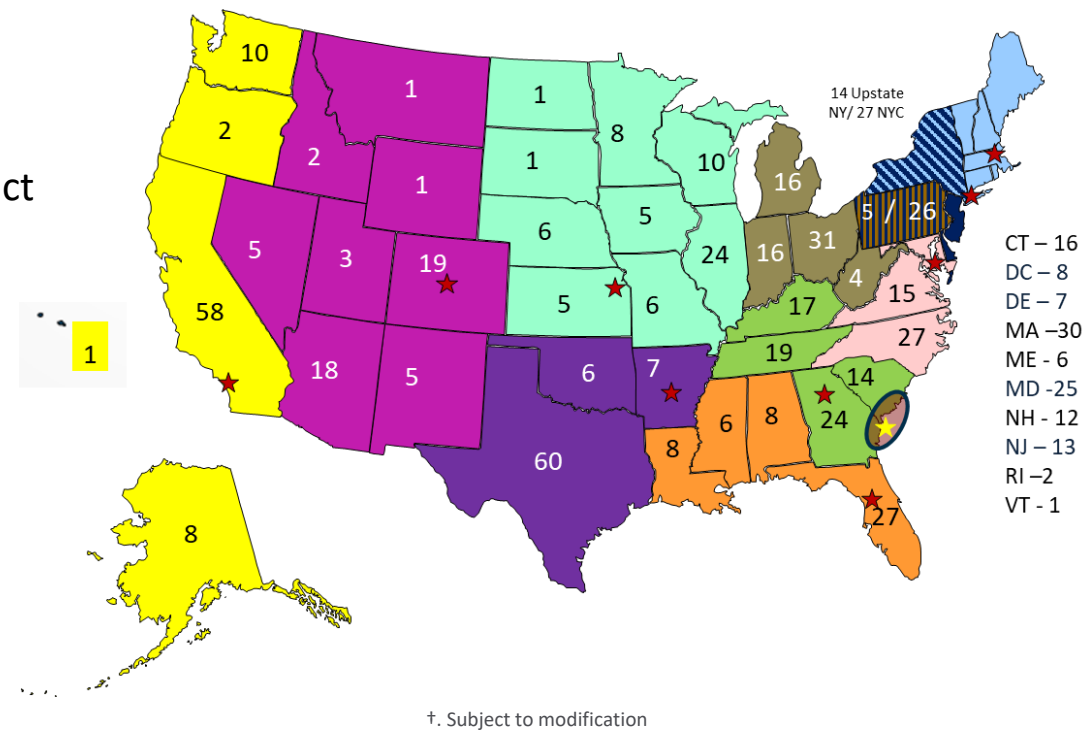 10
14 Upstate
NY/ 27 NYC
1
1
8
2
10
2
1
1
16
ct
6
5
5 / 26
5
3
19
24
16
31
4
58
5
6
17
15
1
18
5
6
7
19
27
14
60
8
6
8
24
27
8
CT – 16
DC – 8
DE – 7
MA –30
ME - 6
MD -25
NH - 12
NJ – 13
RI –2
VT - 1
†. Subject to modification